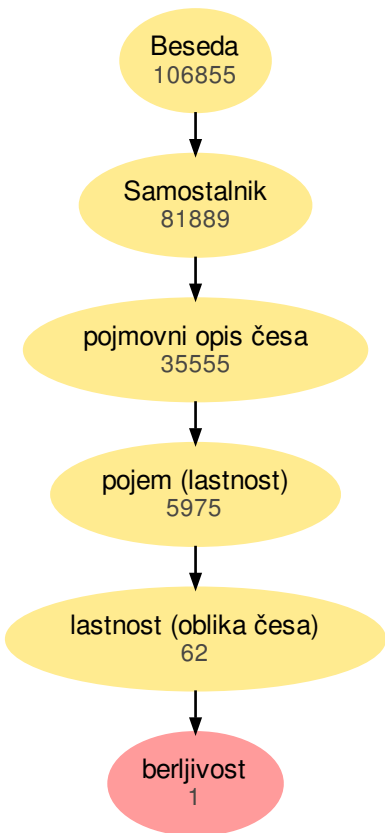 Beseda
106855
Samostalnik
81889
pojmovni opis česa
35555
pojem (lastnost)
5975
lastnost (oblika česa)
62
berljivost
1